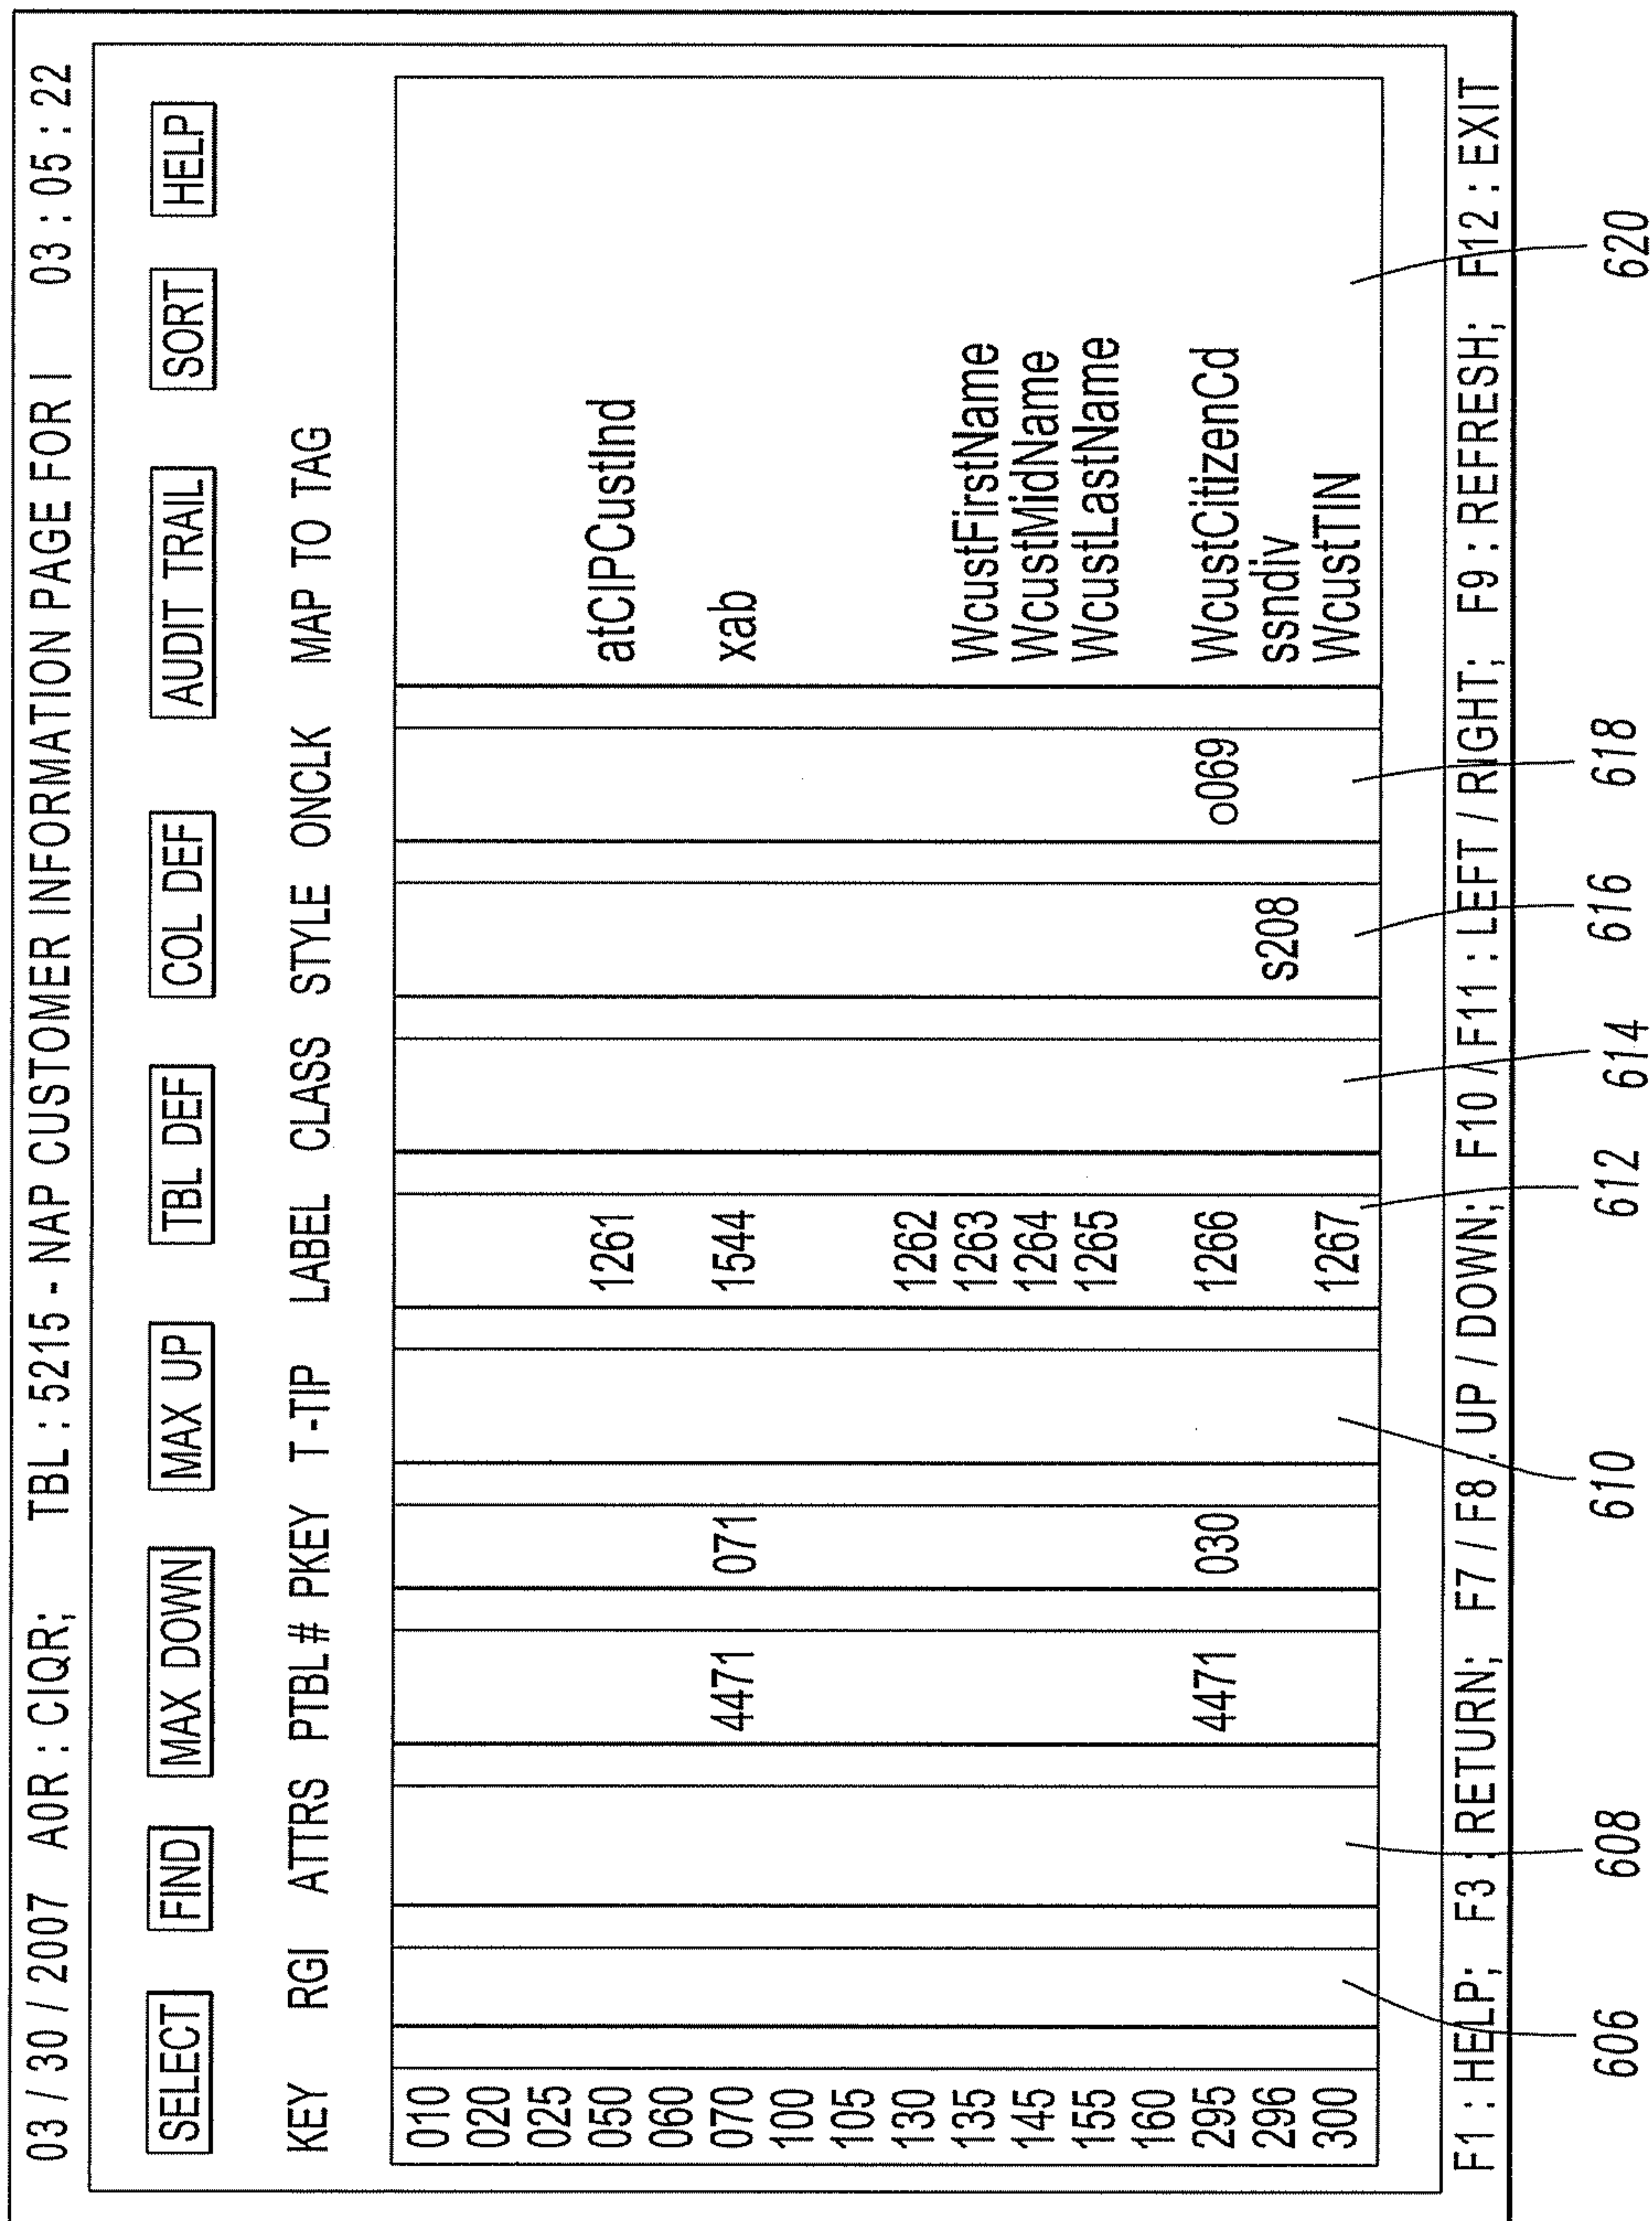 03 / 30 / 2007 A0R : CIQR; TBL : 5215 - NAP CUSTOMER INFORMATION PAGE FOR I 03 : 05 : 22
SELECT FIND MAX DOWN MAX UP TBL DEF COL DEF AUDIT TRAIL SORT HELP
KEY RGI ATTRS PTBL# PKEY T-TIP LABEL CLASS STYLE ONCLK MAP TO TAG
010
020
025
050 1261 atCIPCustInd
060
070 4471 071 1544 xab
100
105
130 1262
135 1263 WcustFirstName
145 1264 WcustMidName
155 1265 WcustLastName
160
295 4471 030 1266 o069 WcustCitizenCd
296 s208 ssndiv
300 1267 WcustTIN
F1 : HELP; F3 : RETURN; F7 / F8 . UP / DOWN; F10 / F11 : LEFT / RIGHT; F9 : REFRESH; F12 : EXIT
606 608 610 612 614 616 618 620